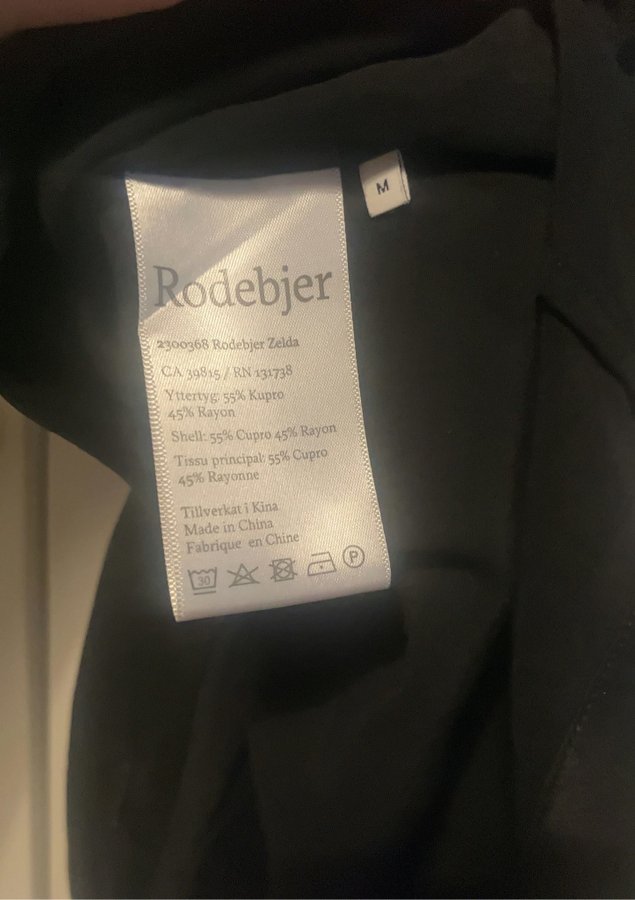 M
Rodebjer
2300368 Rodebjer Zelda
CA 39815 / RN 131738
Yttertyg: 55% Kupro
45% Rayon
Shell: 55% Cupro 45% Rayon
Tissu principal: 55% Cupro
45% Rayonne
Tillverkat i Kina
Made in China
Fabrique en Chine
30
P